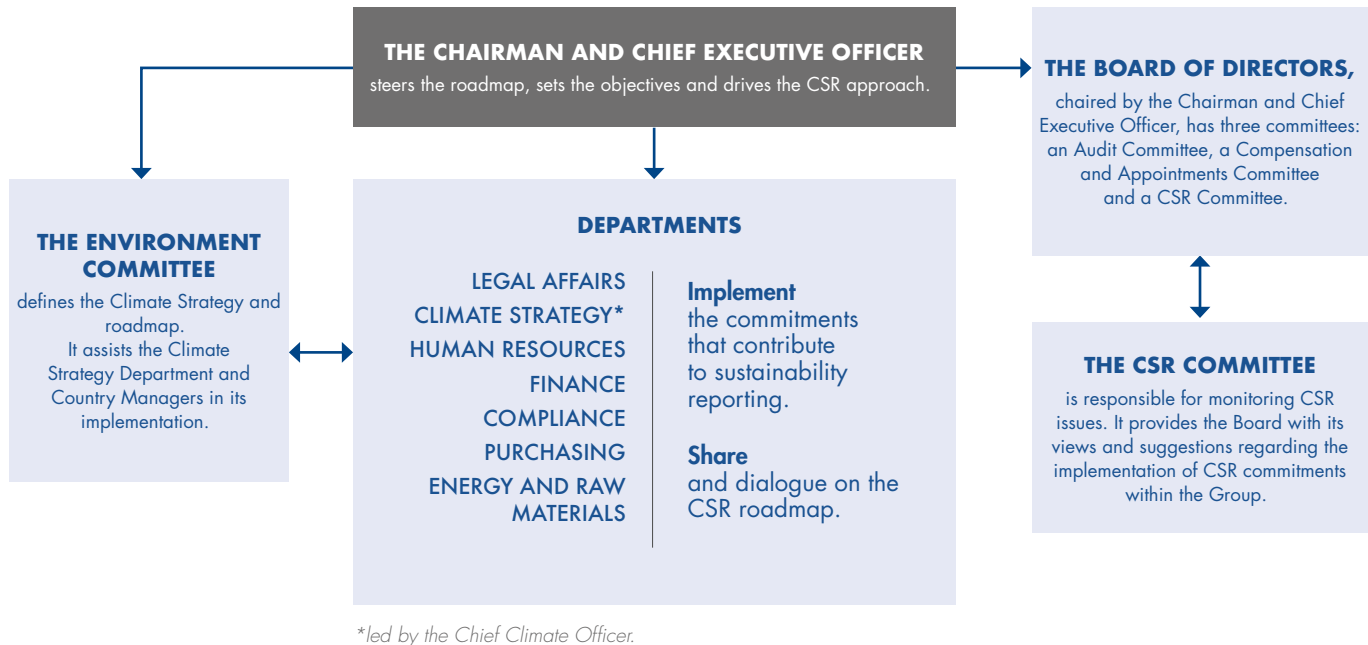 THE CHAIRMAN AND CHIEF EXECUTIVE OFFICER
steers the roadmap, sets the objectives and drives the CSR approach.
THE BOARD OF DIRECTORS,
chaired by the Chairman and Chief
Executive Officer, has three committees:
an Audit Committee, a Compensation
and Appointments Committee
and a CSR Committee.
THE ENVIRONMENT
COMMITTEE
defines the Climate Strategy and
roadmap.
It assists the Climate
Strategy Department and
Country Managers in its
implementation.
DEPARTMENTS
LEGAL AFFAIRS
CLIMATE STRATEGY*
HUMAN RESOURCES
FINANCE
COMPLIANCE
PURCHASING
ENERGY AND RAW
MATERIALS
Implement
the commitments
that contribute
to sustainability
reporting.
Share
and dialogue on the
CSR roadmap.
THE CSR COMMITTEE
is responsible for monitoring CSR
issues. It provides the Board with its
views and suggestions regarding the
implementation of CSR commitments
within the Group.
*led by the Chief Climate Officer.